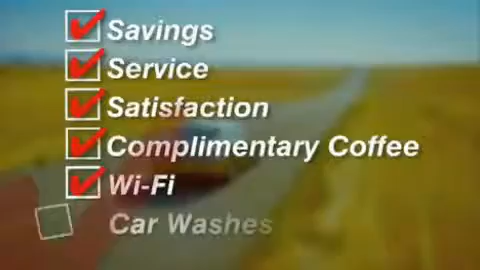 Savings
Service
Satisfaction
Complimentary Coffee
Wi-Fi
Car Washes